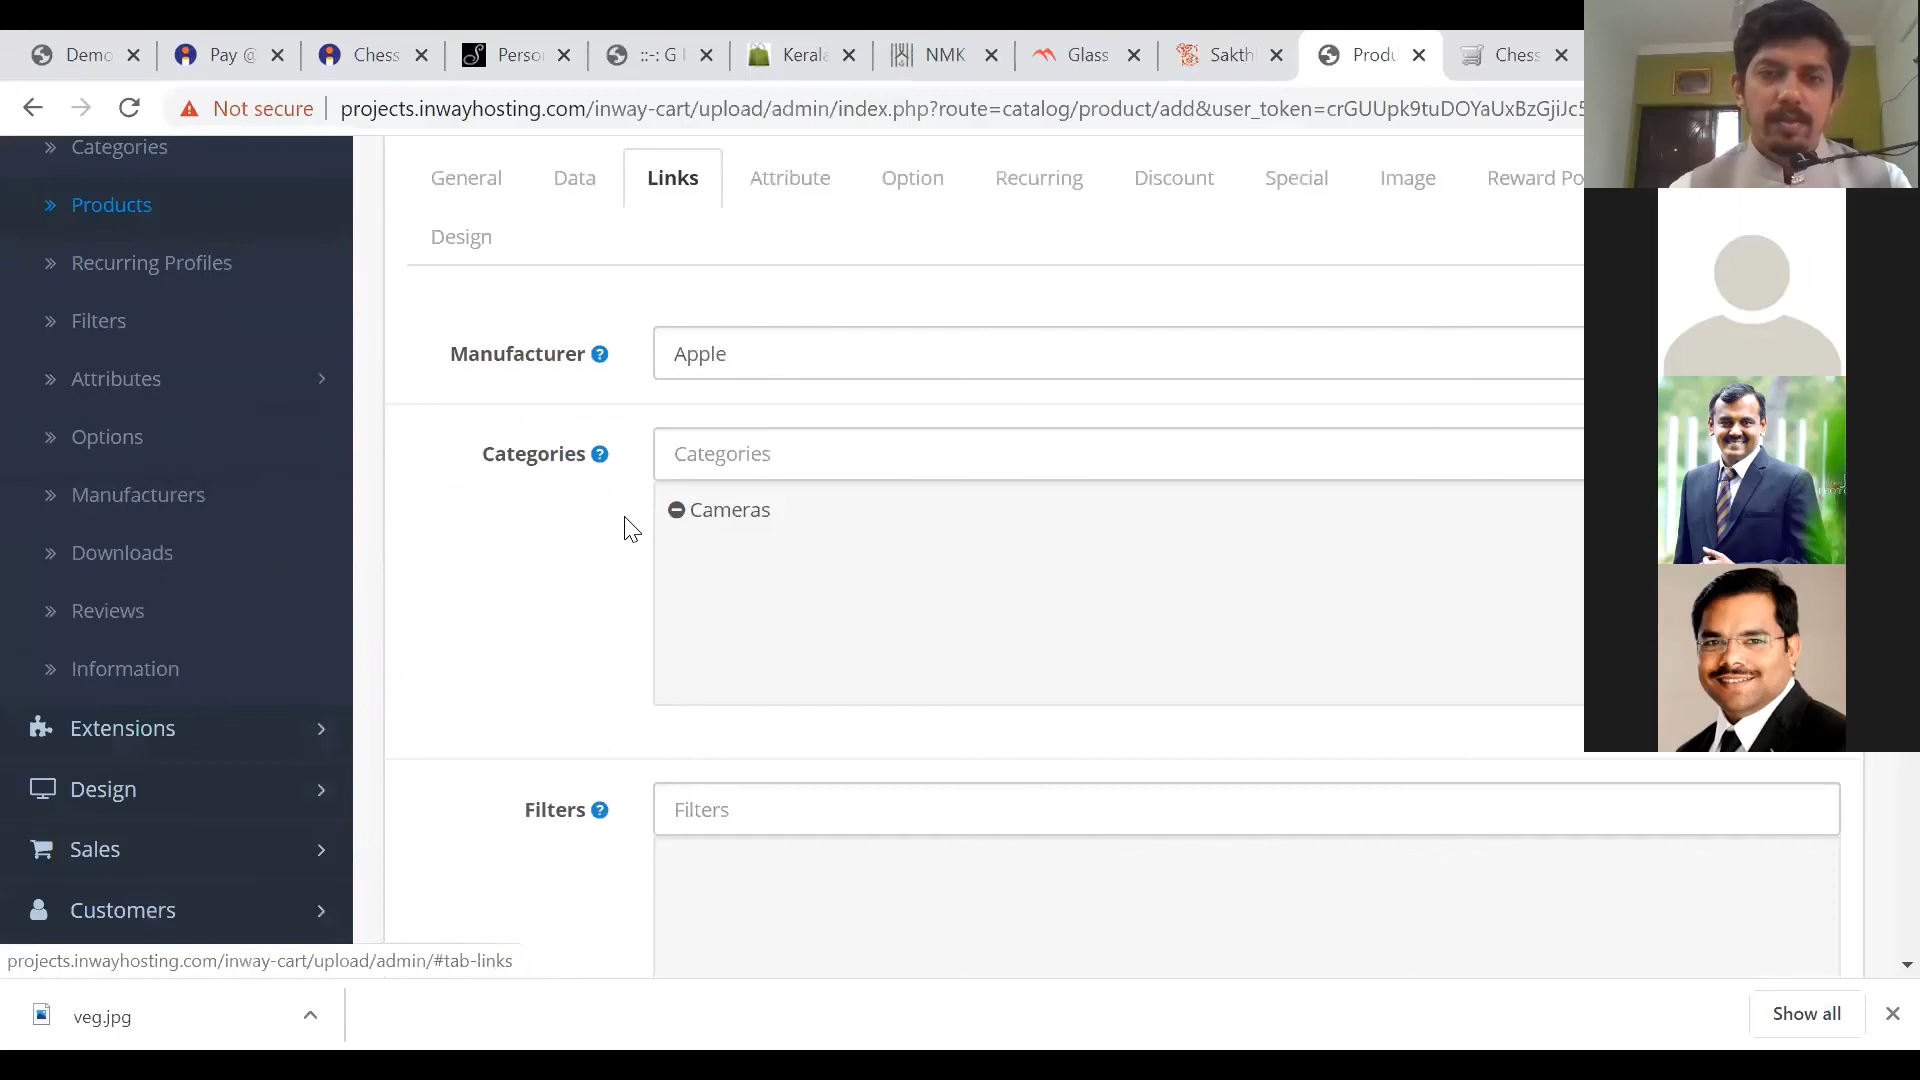 Demo
Pay @
Chess
Perso
::-: G
Kerala
NMK
Glass
Sakth
Produ
Chess
Not secure
projects.inwayhosting.com/inway-cart/upload/admin/index.php?route=catalog/product/add&user_token=crGUUpk9tuDOYaUxBzGjiJc5
Categories
Products
Recurring Profiles
Filters
Attributes
Options
Manufacturers
Downloads
Reviews
Information
Extensions
Design
Sales
Customers
General
Data
Links
Attribute
Option
Recurring
Discount
Special
Image
Reward Po
Design
Manufacturer
Apple
Categories
Categories
Cameras
Filters
Filters
projects.inwayhosting.com/inway-cart/upload/admin/#tab-links
veg.jpg
Show all